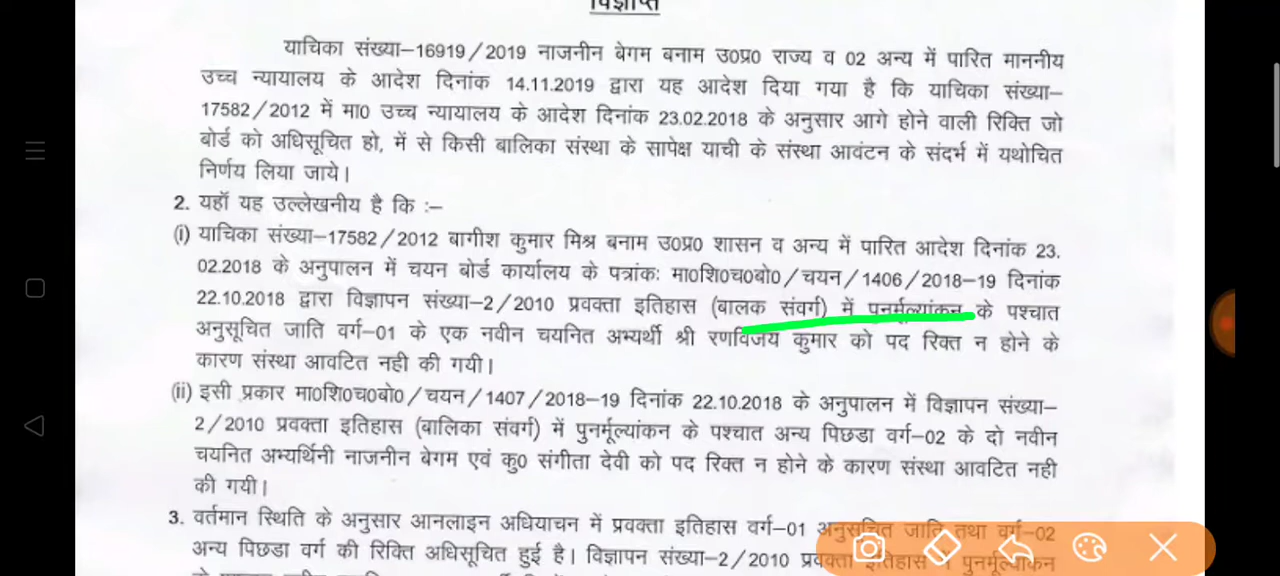 विज्ञप्ति
याचिका संख्या–16919/2019 नाजनीन बेगम बनाम उ0प्र0 राज्य व 02 अन्य में पारित माननीय
उच्च न्यायालय के आदेश दिनांक 14.11.2019 द्वारा यह आदेश दिया गया है कि याचिका संख्या–
17582/2012 में मा0 उच्च न्यायालय के आदेश दिनांक 23.02.2018 के अनुसार आगे होने वाली रिक्ति जो
बोर्ड को अधिसूचित हो, में से किसी बालिका संस्था के सापेक्ष याची के संस्था आवंटन के संदर्भ में यथोचित
निर्णय लिया जाये।
2. यहॉ यह उल्लेखनीय है कि :–
(i) याचिका संख्या–17582/2012 बागीश कुमार मिश्र बनाम उ0प्र0 शासन व अन्य में पारित आदेश दिनांक 23.
02.2018 के अनुपालन में चयन बोर्ड कार्यालय के पत्रांकः मा0शि0च0बो0/चयन/1406/2018–19 दिनांक
22.10.2018 द्वारा विज्ञापन संख्या–2/2010 प्रवक्ता इतिहास (बालक संवर्ग) में पुनर्मूल्यांकन के पश्चात
अनुसूचित जाति वर्ग–01 के एक नवीन चयनित अभ्यर्थी श्री रणविजय कुमार को पद रिक्त न होने के
कारण संस्था आवटित नही की गयी।
(ii) इसी प्रकार मा0शि0च0बो0/चयन/1407/2018–19 दिनांक 22.10.2018 के अनुपालन में विज्ञापन संख्या–
2/2010 प्रवक्ता इतिहास (बालिका संवर्ग) में पुनर्मूल्यांकन के पश्चात अन्य पिछडा वर्ग–02 के दो नवीन
चयनित अभ्यर्थिनी नाजनीन बेगम एवं कु0 संगीता देवी को पद रिक्त न होने के कारण संस्था आवटित नही
की गयी।
3. वर्तमान स्थिति के अनुसार आनलाइन अधियाचन में प्रवक्ता इतिहास वर्ग–01 अनुसूचित जाति तथा वर्ग–02
अन्य पिछडा वर्ग की रिक्ति अधिसूचित हुई है। विज्ञापन संख्या–2/2010 प्रवक्ता इतिहास में पुनर्मूल्यांकन